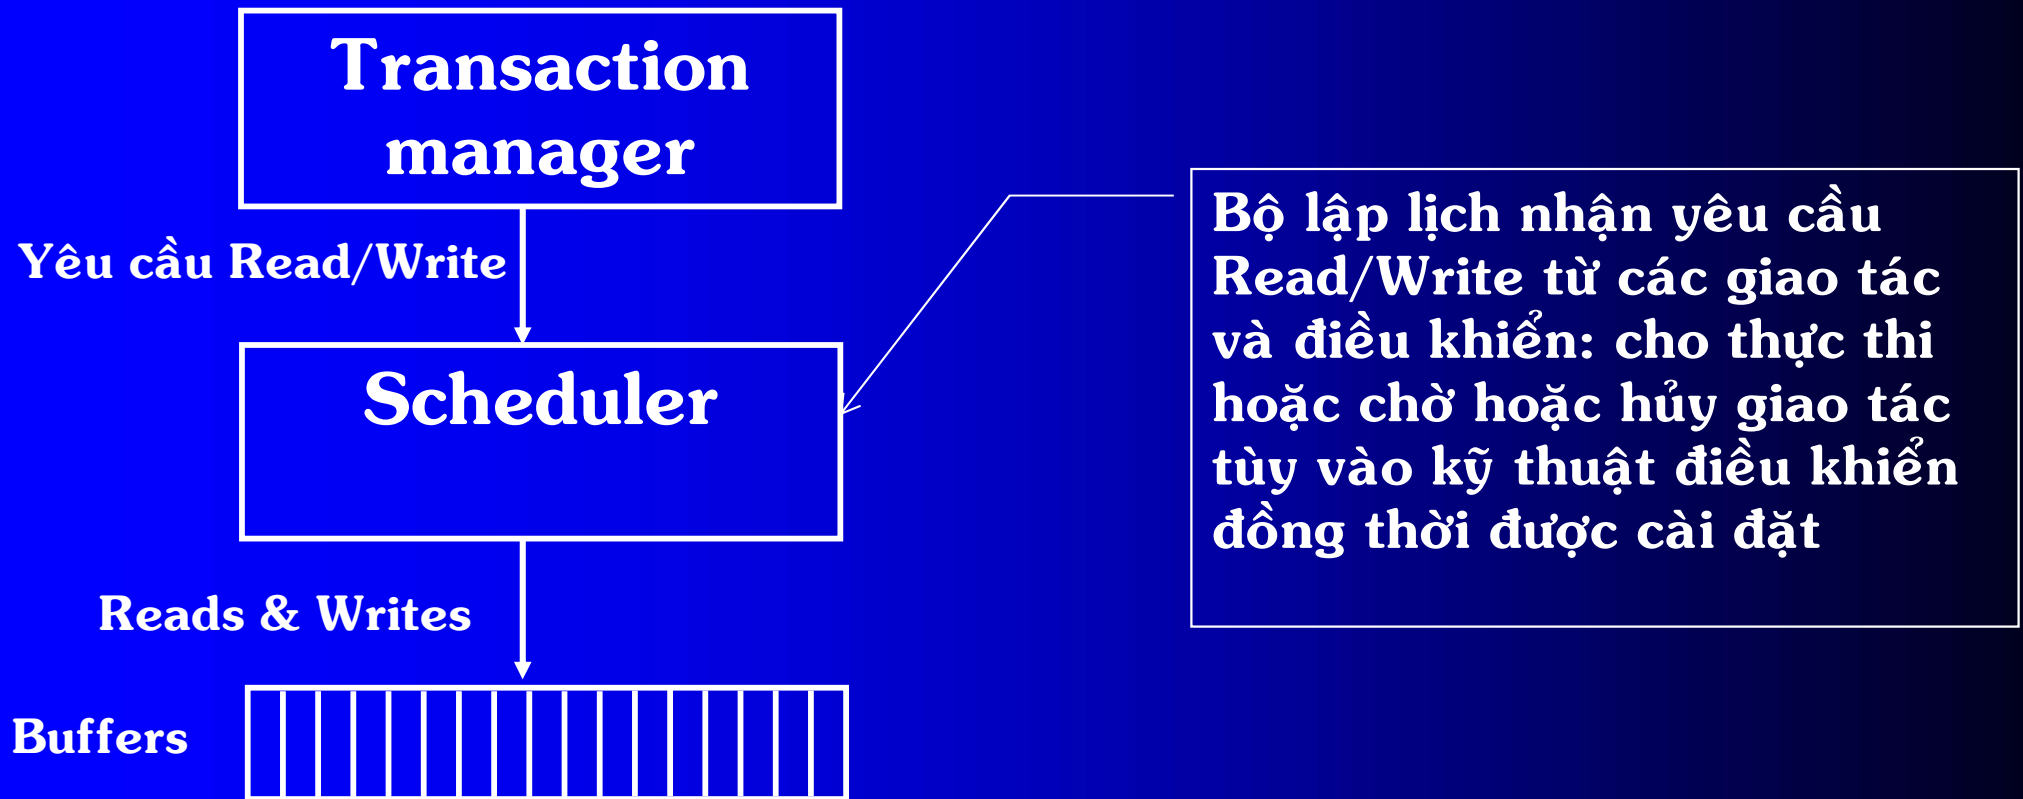 Transaction
manager
Yêu cầu Read/Write
Scheduler
Reads & Writes
Buffers
Bộ lập lịch nhận yêu cầu
Read/Write từ các giao tác
và điều khiển: cho thực thi
hoặc chờ hoặc hủy giao tác
tùy vào kỹ thuật điều khiển
đồng thời được cài đặt